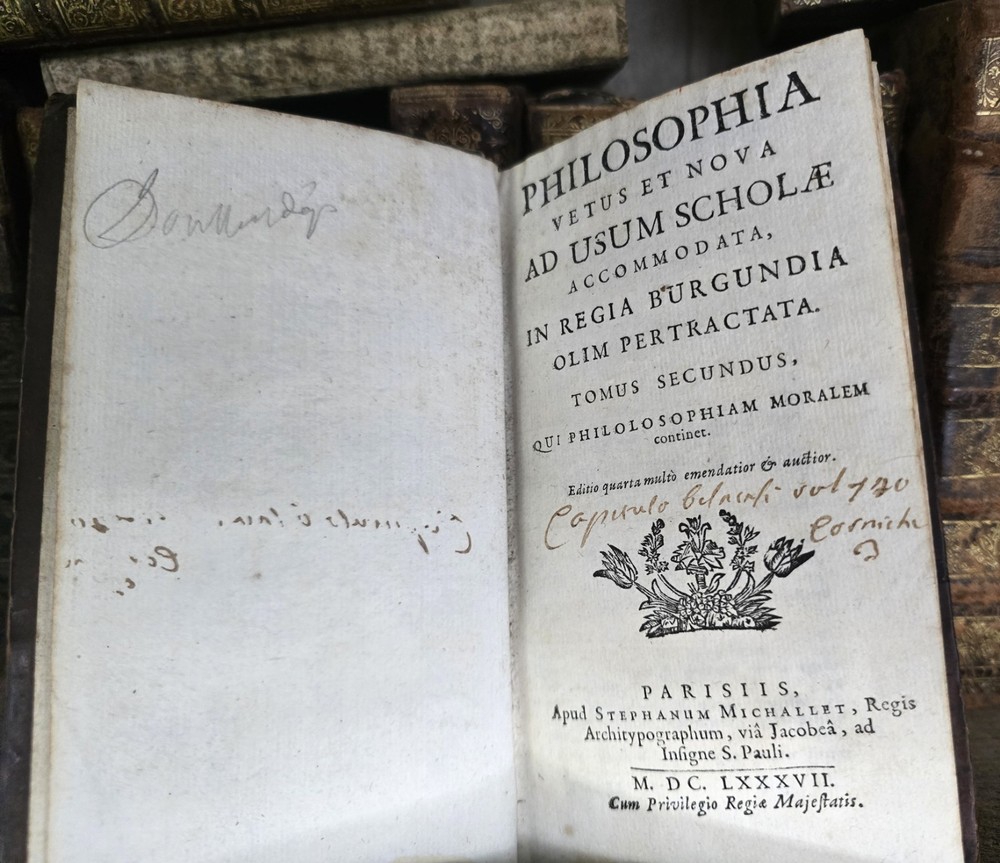 PHILOSOPHIA
VETUS ET NOVA
AD USUM SCHOLÆ
ACCOMMODATA,
IN REGIA BURGUNDIA
OLIM PERTRACTATA.
TOMUS SECUNDUS,
QUI PHILOLOSOPHIAM MORALEM
continet.
Editio quarta multò emendatior & auctior.
vol
PARISIIS,
Apud STEPHANUM MICHALLET, Regis
Architypographum, viâ Jacobeâ, ad
Insigne S. Pauli.
M. DC. LXXXVII.
Cum Privilegio Regiæ Majestatis.